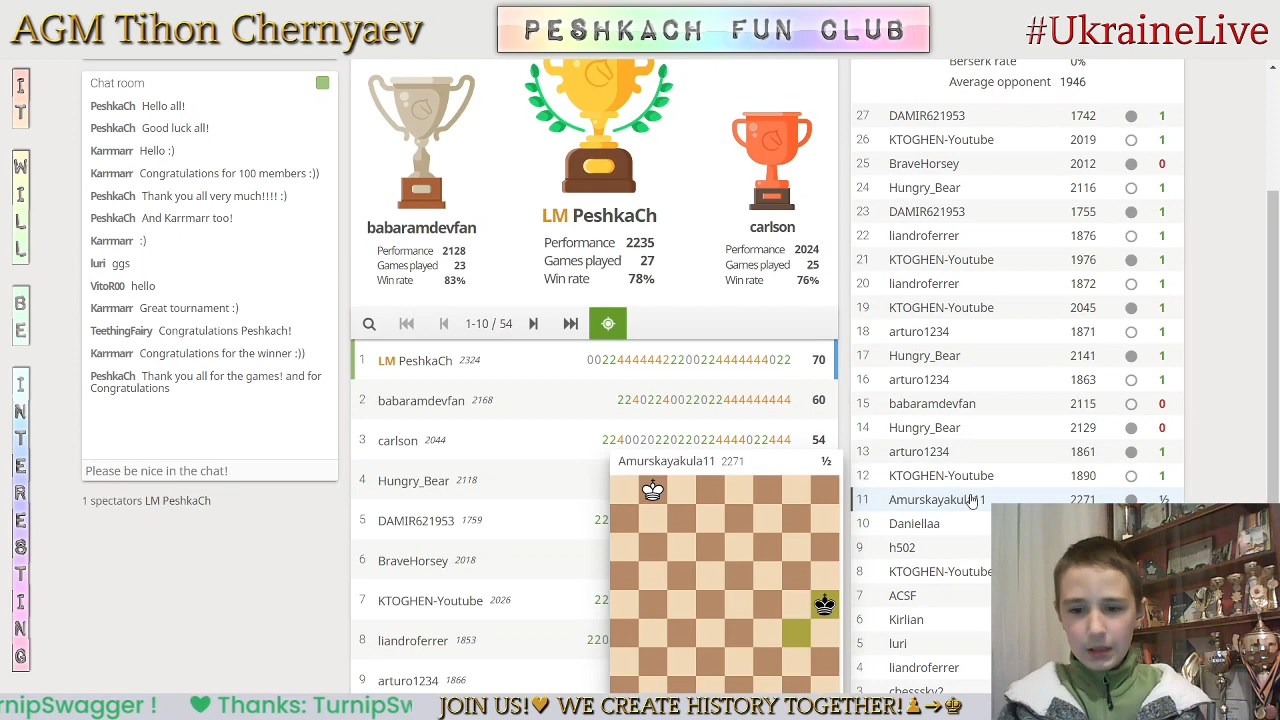 AGM Tihon Chernyaev
PESHKACH FUN CLUB
#UkraineLive
IT
WILL
BE
INTERESTING
Chat room
PeshkaCh Hello all!
PeshkaCh Good luck all!
Karrmarr Hello :)
Karrmarr Congratulations for 100 members :))
PeshkaCh Thank you all very much!!!! :)
PeshkaCh And Karrmarr too!
Karrmarr :)
luri ggs
VitoR00 hello
Karrmarr Great tournament :)
TeethingFairy Congratulations Peshkach!
Karrmarr Congratulations for the winner :))
PeshkaCh Thank you all for the games! and for
Congratulations
Please be nice in the chat!
1 spectators LM PeshkaCh
babaramdevfan
Performance 2128
Games played 23
Win rate 83%
LM PeshkaCh
Performance 2235
Games played 27
Win rate 78%
carlson
Performance 2024
Games played 25
Win rate 76%
1-10 / 54
1 LM PeshkaCh 2324 70
2 babaramdevfan 2168 60
3 carlson 2044 54
4 Hungry_Bear 2118
5 DAMIR621953 1759 22
6 BraveHorsey 2018
7 KTOGHEN-Youtube 2026 22
8 liandroferrer 1853 220
9 arturo1234 1866
Amurskayakula11 2271 ½
Berserk rate 0%
Average opponent 1946
27 DAMIR621953 1742 1
26 KTOGHEN-Youtube 2019 1
25 BraveHorsey 2012 0
24 Hungry_Bear 2116 1
23 DAMIR621953 1755 1
22 liandroferrer 1876 1
21 KTOGHEN-Youtube 1976 1
20 liandroferrer 1872 1
19 KTOGHEN-Youtube 2045 1
18 arturo1234 1871 1
17 Hungry_Bear 2141 1
16 arturo1234 1863 1
15 babaramdevfan 2115 0
14 Hungry_Bear 2129 0
13 arturo1234 1861 1
12 KTOGHEN-Youtube 1890 1
11 Amurskayakula11 2271 ½
10 Daniellaa
9 h502
8 KTOGHEN-Youtube
7 ACSF
6 Kirlian
5 luri
4 liandroferrer
3 chesssky2
rnipSwagger ! Thanks: TurnipSw
JOIN US! WE CREATE HISTORY TOGETHER!